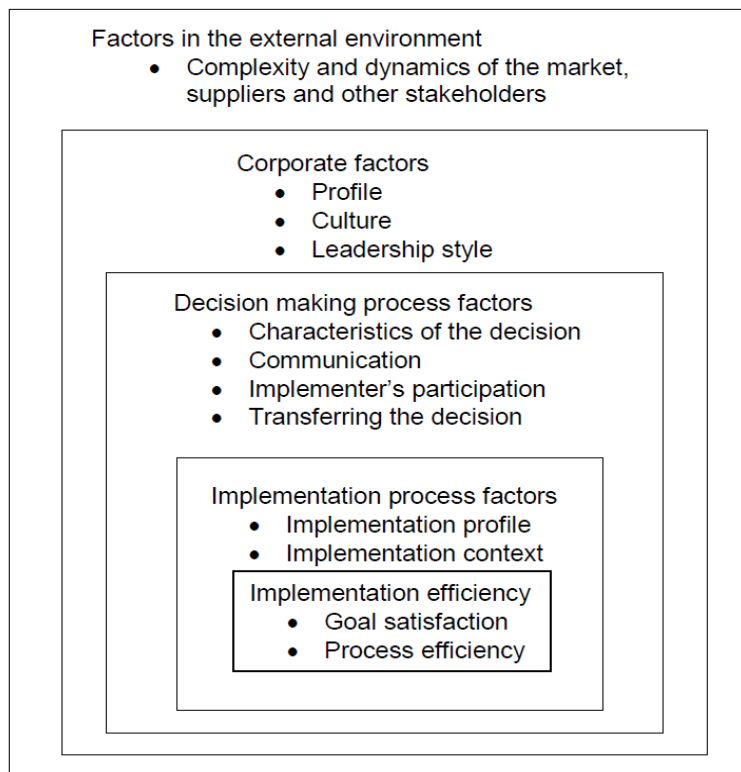 Factors in the external environment
• Complexity and dynamics of the market,
suppliers and other stakeholders
Corporate factors
• Profile
• Culture
• Leadership style
Decision making process factors
• Characteristics of the decision
• Communication
• Implementer’s participation
• Transferring the decision
Implementation process factors
• Implementation profile
• Implementation context
Implementation efficiency
• Goal satisfaction
• Process efficiency